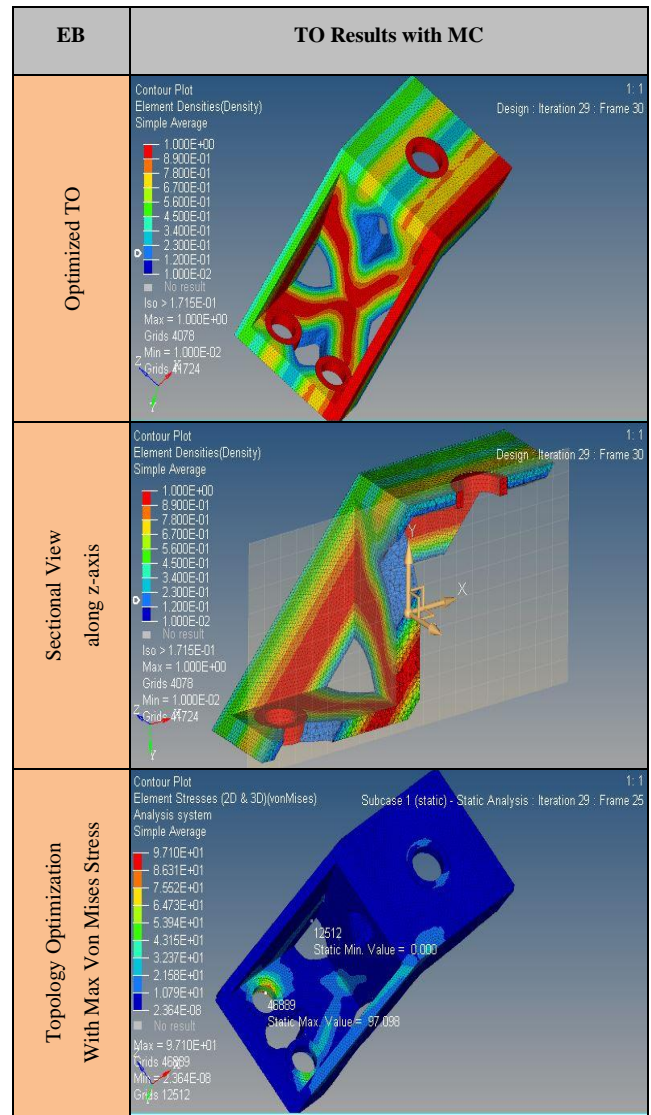 EB
TO Results with MC
Optimized TO
Contour Plot
Element Densities(Density)
Simple Average
1: 1
Design : Iteration 29 : Frame 30
1.000E+00
8.900E-01
7.800E-01
6.700E-01
5.600E-01
4.500E-01
3.400E-01
2.300E-01
1.200E-01
1.000E-02
No result
Iso > 1.715E-01
Max = 1.000E+00
Grids 4078
Min = 1.000E-02
Grids 41724
Z
X
Y
Sectional View
along z-axis
Contour Plot
Element Densities(Density)
Simple Average
1: 1
Design : Iteration 29 : Frame 30
1.000E+00
8.900E-01
7.800E-01
6.700E-01
5.600E-01
4.500E-01
3.400E-01
2.300E-01
1.200E-01
1.000E-02
No result
Iso > 1.715E-01
Max = 1.000E+00
Grids 4078
Min = 1.000E-02
Grids 41724
Y
X
Z
Y
Topology Optimization
With Max Von Mises Stress
Contour Plot
Element Stresses (2D & 3D)(vonMises)
Analysis system
Simple Average
1: 1
Subcase 1 (static) - Static Analysis : Iteration 29 : Frame 25
9.710E+01
8.631E+01
7.552E+01
6.473E+01
5.394E+01
4.315E+01
3.237E+01
2.158E+01
1.079E+01
2.364E-08
No result
Max = 9.710E+01
Grids 46889
Min = 2.364E-08
Grids 12512
12512
Static Min. Value = 0.000
46889
Static Max. Value = 97.098